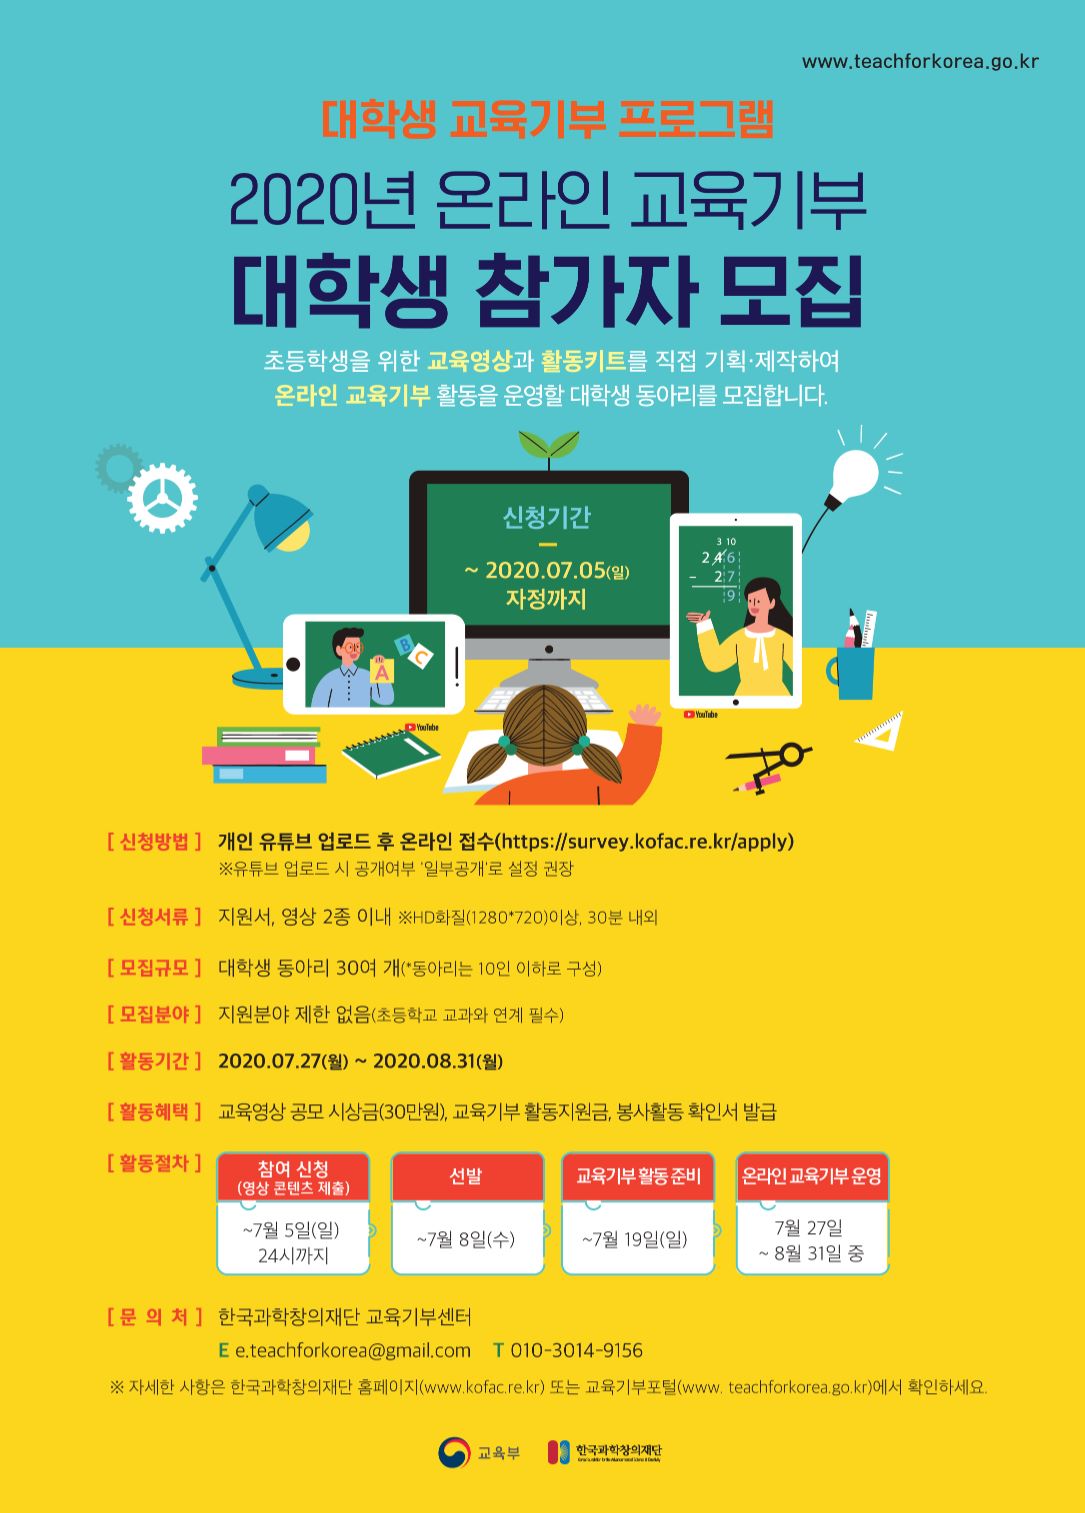 www.teachforkorea.go.kr
대학생 교육기부 프로그램
2020년 온라인 교육기부
대학생 참가자 모집
초등학생을 위한 교육영상과 활동키트를 직접 기획·제작하여
온라인 교육기부 활동을 운영할 대학생 동아리를 모집합니다.
신청기간
~ 2020.07.05(일)
자정까지
3 10
2 4 6
- 2 7
9
A B C
YouTube
YouTube
[ 신청방법 ] 개인 유튜브 업로드 후 온라인 접수(https://survey.kofac.re.kr/apply)
※유튜브 업로드 시 공개여부 '일부공개'로 설정 권장
[ 신청서류 ] 지원서, 영상 2종 이내 ※HD화질(1280*720)이상, 30분 내외
[ 모집규모 ] 대학생 동아리 30여 개(*동아리는 10인 이하로 구성)
[ 모집분야 ] 지원분야 제한 없음(초등학교 교과와 연계 필수)
[ 활동기간 ] 2020.07.27(월) ~ 2020.08.31(월)
[ 활동혜택 ] 교육영상 공모 시상금(30만원), 교육기부 활동지원금, 봉사활동 확인서 발급
[ 활동절차 ]
참여 신청
(영상 콘텐츠 제출)
~7월 5일(일)
24시까지
선발
~7월 8일(수)
교육기부 활동 준비
~7월 19일(일)
온라인 교육기부 운영
7월 27일
~ 8월 31일 중
[ 문 의 처 ] 한국과학창의재단 교육기부센터
E e.teachforkorea@gmail.com T 010-3014-9156
※ 자세한 사항은 한국과학창의재단 홈페이지(www.kofac.re.kr) 또는 교육기부포털(www. teachforkorea.go.kr)에서 확인하세요.
교육부
한국과학창의재단